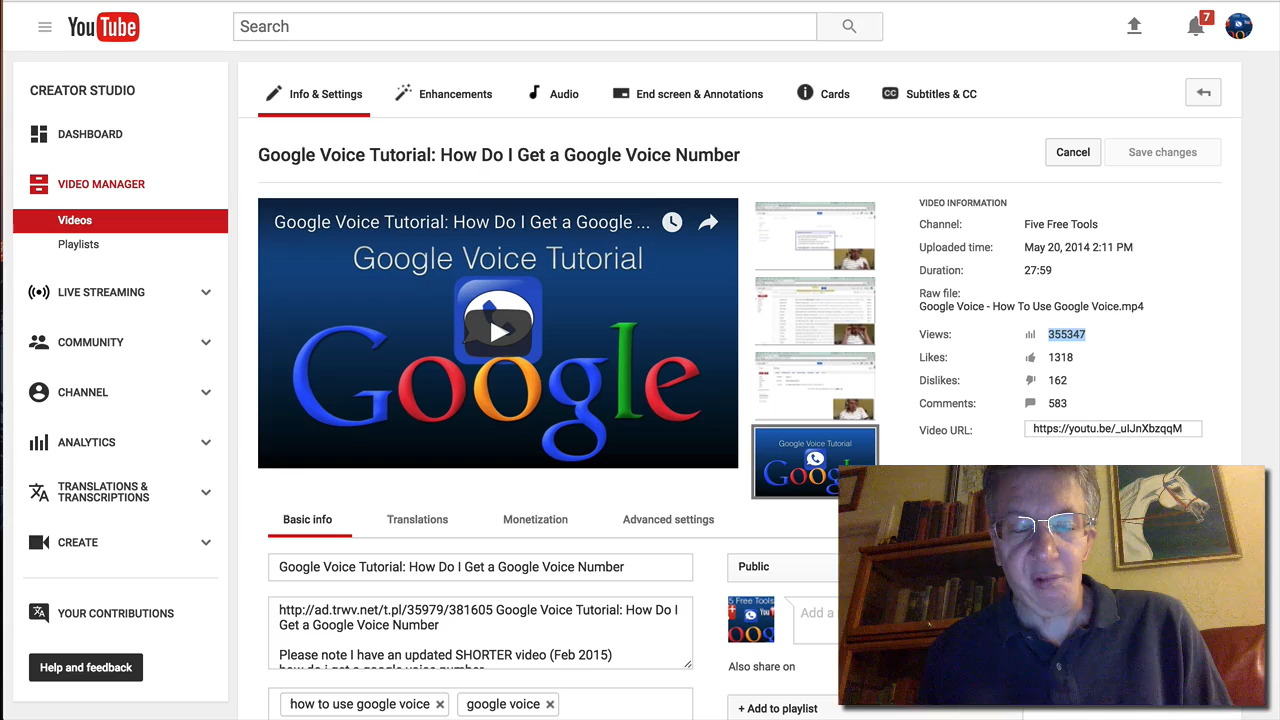 YouTube
Search
7
CREATOR STUDIO
DASHBOARD
VIDEO MANAGER
Videos
Playlists
LIVE STREAMING
COMMUNITY
CHANNEL
ANALYTICS
TRANSLATIONS &
TRANSCRIPTIONS
CREATE
YOUR CONTRIBUTIONS
Help and feedback
Info & Settings
Enhancements
Audio
End screen & Annotations
Cards
CC Subtitles & CC
Google Voice Tutorial: How Do I Get a Google Voice Number
Cancel
Save changes
Google Voice Tutorial: How Do I Get a Google ...
Google Voice Tutorial
Google
Google Voice Tutorial
VIDEO INFORMATION
Channel: Five Free Tools
Uploaded time: May 20, 2014 2:11 PM
Duration: 27:59
Raw file:
Google Voice - How To Use Google Voice.mp4
Views: 355347
Likes: 1318
Dislikes: 162
Comments: 583
Video URL: https://youtu.be/_uIJnXbzqqM
Basic info
Translations
Monetization
Advanced settings
Google Voice Tutorial: How Do I Get a Google Voice Number
http://ad.trwv.net/t.pl/35979/381605 Google Voice Tutorial: How Do I
Get a Google Voice Number
Please note I have an updated SHORTER video (Feb 2015)
how do i get a google voice number
how to use google voice ×
google voice ×
Public
5 Free Tools
Add a
Also share on
+ Add to playlist